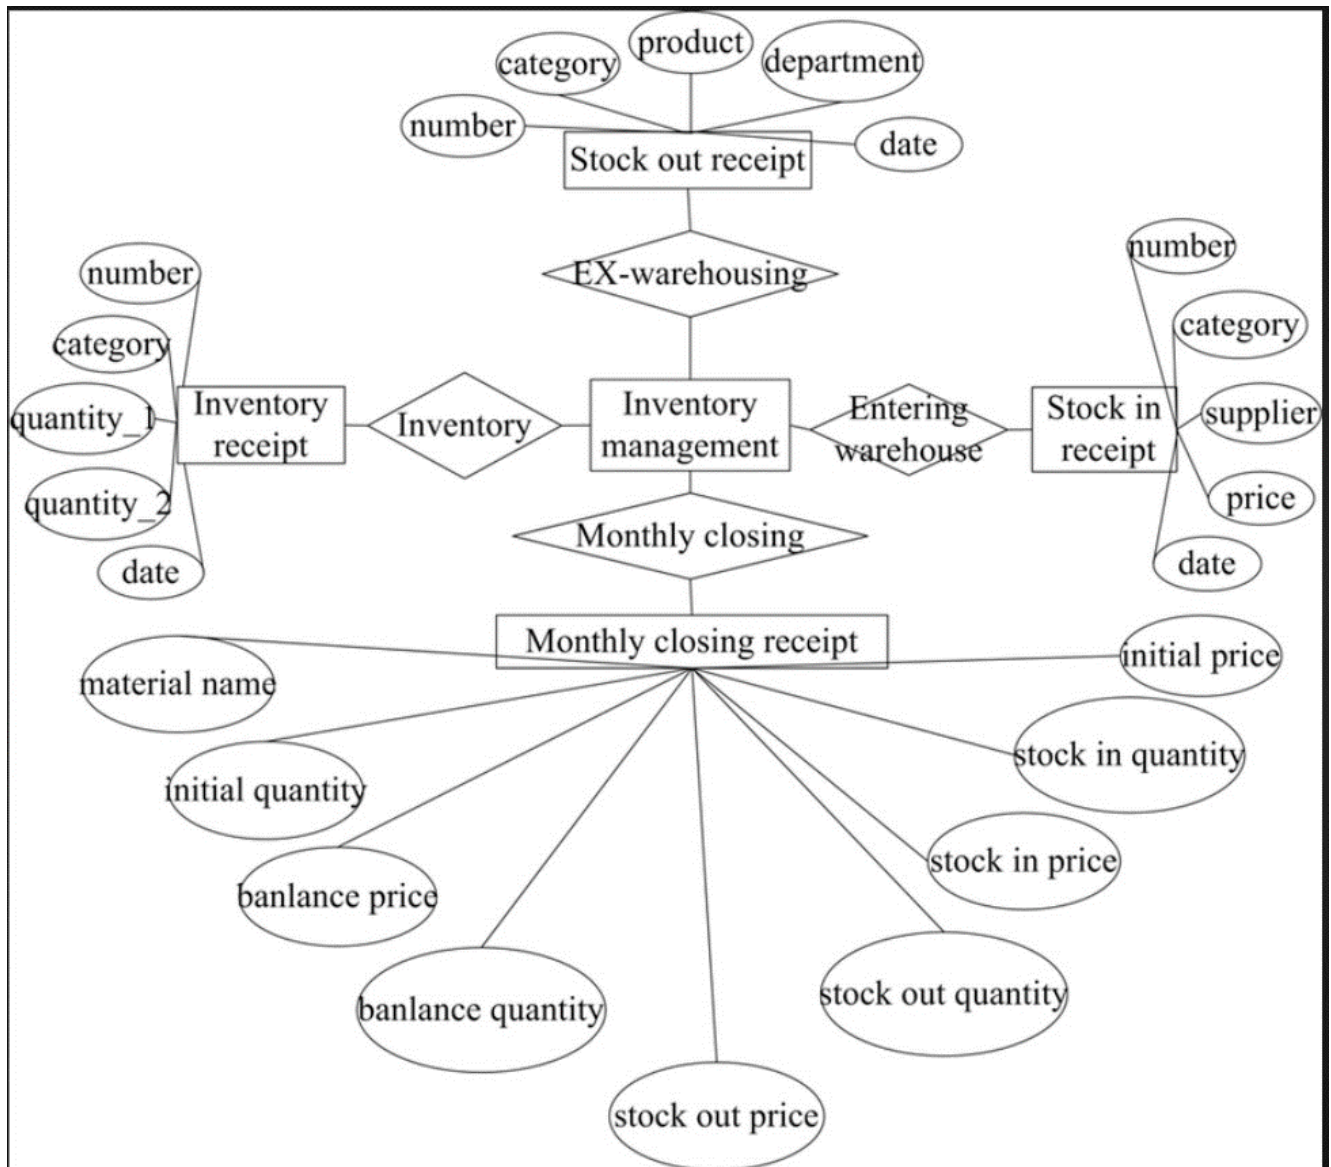 product
category
department
number
date
Stock out receipt
EX-warehousing
number
category
quantity_1
quantity_2
date
Inventory
receipt
Inventory
Inventory
management
Entering
warehouse
Stock in
receipt
number
category
supplier
price
date
Monthly closing
Monthly closing receipt
material name
initial quantity
banlance price
banlance quantity
stock out price
stock out quantity
stock in price
stock in quantity
initial price